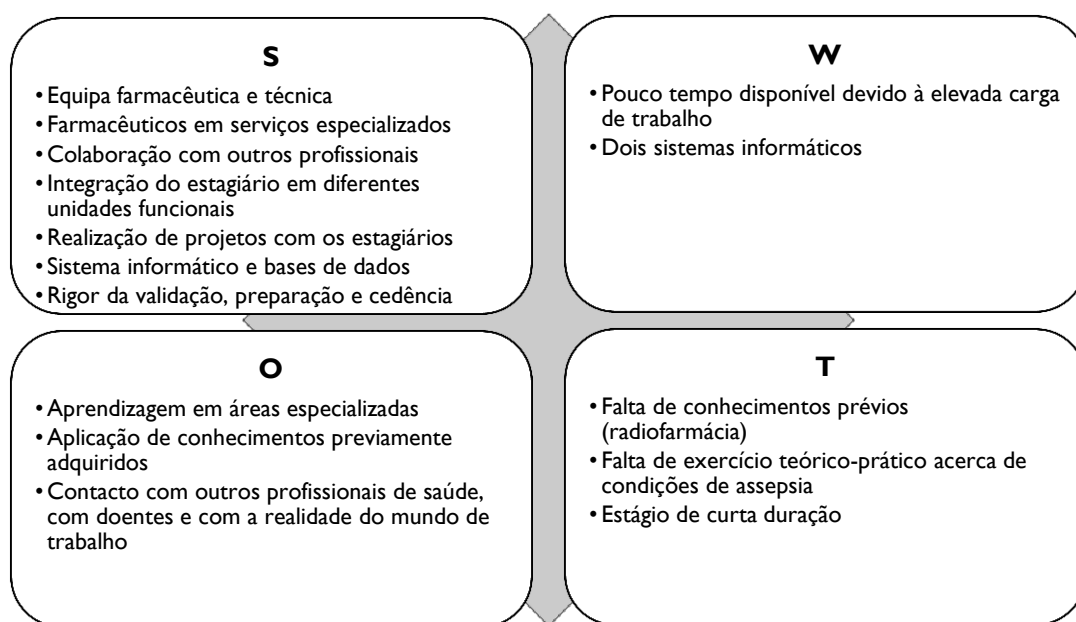 S
• Equipa farmacêutica e técnica
• Farmacêuticos em serviços especializados
• Colaboração com outros profissionais
• Integração do estagiário em diferentes
unidades funcionais
• Realização de projetos com os estagiários
• Sistema informático e bases de dados
• Rigor da validação, preparação e cedência
W
• Pouco tempo disponível devido à elevada carga
de trabalho
• Dois sistemas informáticos
O
• Aprendizagem em áreas especializadas
• Aplicação de conhecimentos previamente
adquiridos
• Contacto com outros profissionais de saúde,
com doentes e com a realidade do mundo de
trabalho
T
• Falta de conhecimentos prévios
(radiofarmácia)
• Falta de exercício teórico-prático acerca de
condições de assepsia
• Estágio de curta duração